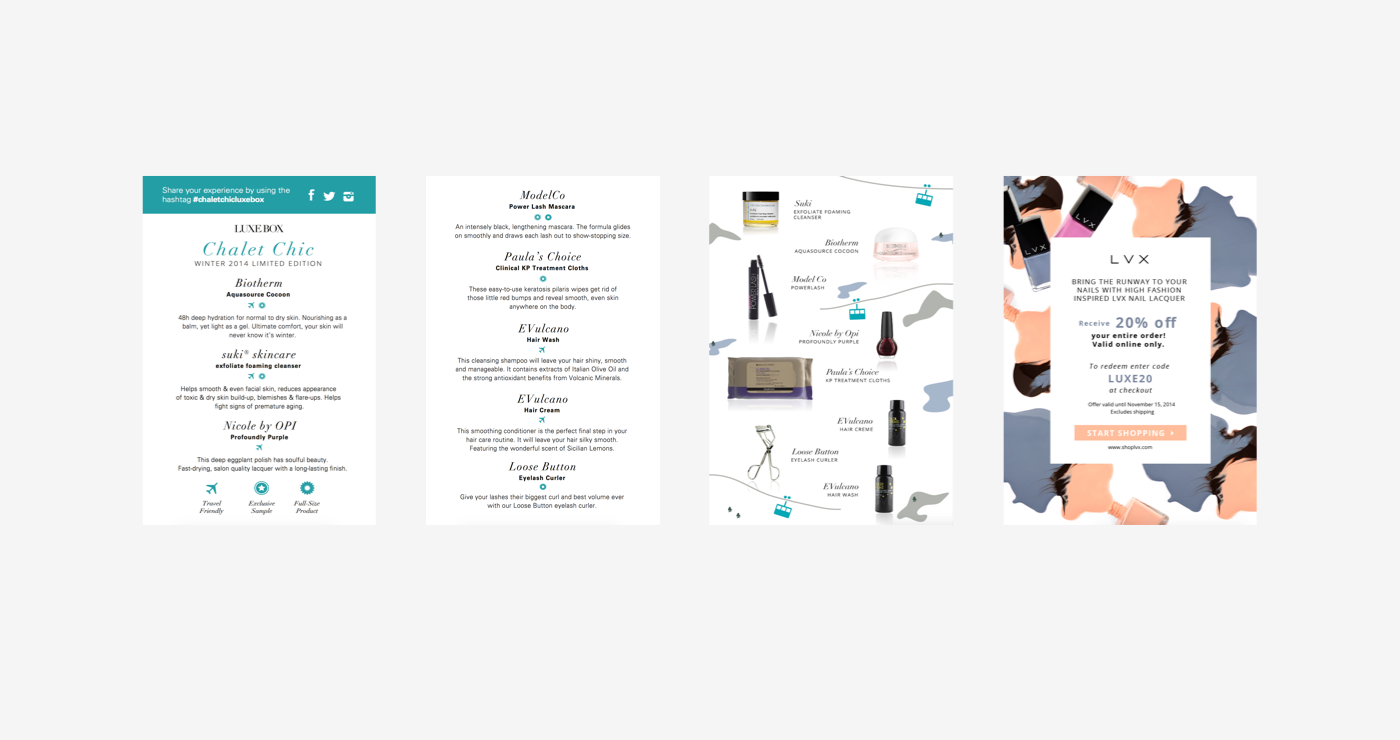 Share your experience by using the
hashtag #chaletchicluxebox
LUXE BOX
Chalet Chic
WINTER 2014 LIMITED EDITION
Biotherm
Aquasource Cocoon
48h deep hydration for normal to dry skin. Nourishing as a
balm, yet light as a gel. Ultimate comfort, your skin will
never know it's winter.
suki® skincare
exfoliate foaming cleanser
Helps smooth & even facial skin, reduces appearance
of toxic & dry skin build-up, blemishes & flare-ups. Helps
fight signs of premature aging.
Nicole by OPI
Profoundly Purple
This deep eggplant polish has soulful beauty.
Fast-drying, salon quality lacquer with a long-lasting finish.
Travel
Friendly
Exclusive
Sample
Full-Size
Product
ModelCo
Power Lash Mascara
An intensely black, lengthening mascara. The formula glides
on smoothly and draws each lash out to show-stopping size.
Paula's Choice
Clinical KP Treatment Cloths
These easy-to-use keratosis pilaris wipes get rid of
those little red bumps and reveal smooth, even skin
anywhere on the body.
EVulcano
Hair Wash
This cleansing shampoo will leave your hair shiny, smooth
and manageable. It contains extracts of Italian Olive Oil and
the strong antioxidant benefits from Volcanic Minerals.
EVulcano
Hair Cream
This smoothing conditioner is the perfect final step in your
hair care routine. It will leave your hair silky smooth.
Featuring the wonderful scent of Sicilian Lemons.
Loose Button
Eyelash Curler
Give your lashes their biggest curl and best volume ever
with our Loose Button eyelash curler.
Suki
EXFOLIATE FOAMING
CLEANSER
Biotherm
AQUASOURCE COCOON
Model Co
POWERLASH
Nicole by Opi
PROFOUNDLY PURPLE
Paula's Choice
KP TREATMENT CLOTHS
EVulcano
HAIR CREME
Loose Button
EYELASH CURLER
EVulcano
HAIR WASH
LVX
LVX
LVX
BRING THE RUNWAY TO YOUR
NAILS WITH HIGH FASHION
INSPIRED LVX NAIL LACQUER
Receive 20% off
your entire order!
Valid online only.
To redeem enter code
LUXE20
at checkout
Offer valid until November 15, 2014
Excludes shipping
START SHOPPING
www.shoplvx.com